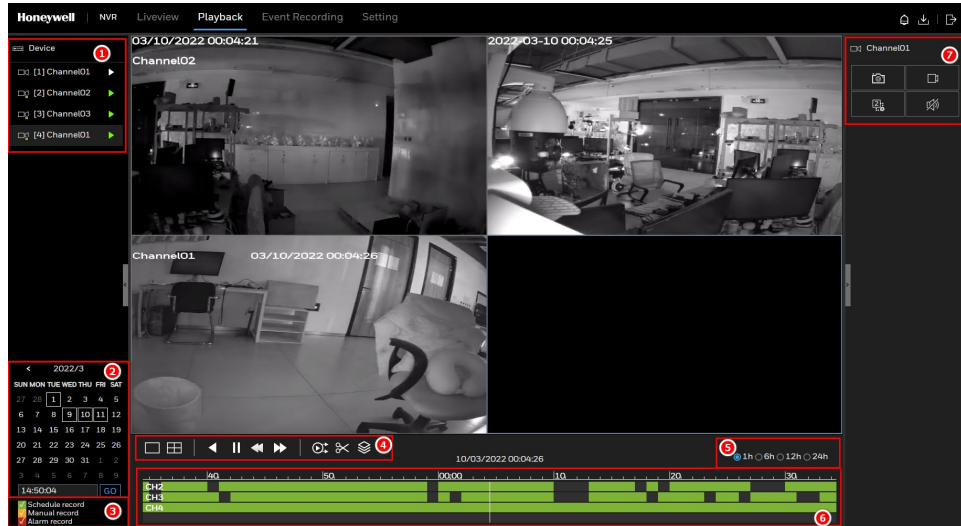 Honeywell NVR Liveview Playback Event Recording Setting
Device
1
[1] Channel01
[2] Channel02
[3] Channel03
[4] Channel01
03/10/2022 00:04:21
Channel02
2022-03-10 00:04:25
Channel01 03/10/2022 00:04:26
Channel01
7
< 2022/3
2
SUN MON TUE WED THU FRI SAT
27 28 1 2 3 4 5
6 7 8 9 10 11 12
13 14 15 16 17 18 19
20 21 22 23 24 25 26
27 28 29 30 31 1 2
3 4 5 6 7 8 9
14:50:04 GO
Schedule record
Manual record
Alarm record
3
4
10/03/2022 00:04:26
5
1h 6h 12h 24h
40 50 00:00 10 20 30
CH2
CH3
CH4
6